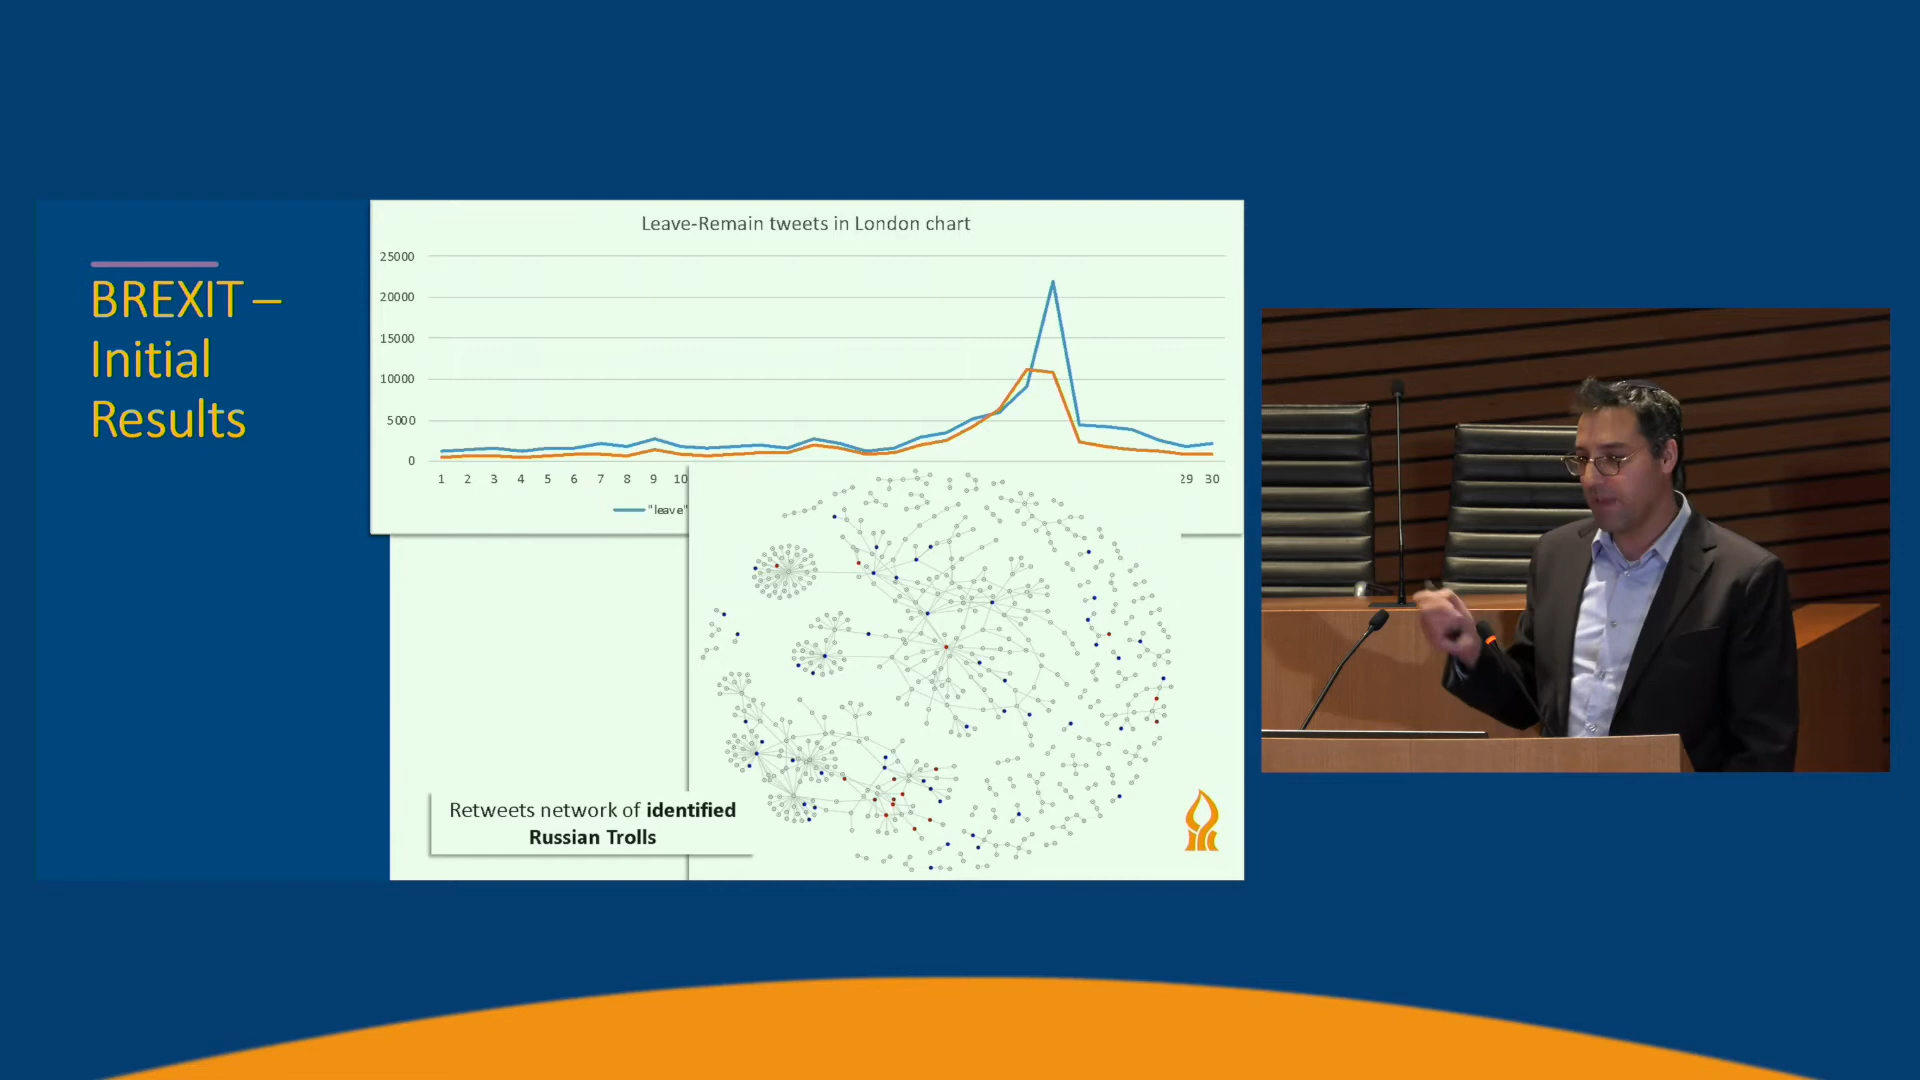 BREXIT –
Initial
Results
Leave-Remain tweets in London chart
25000
20000
15000
10000
5000
0
1 2 3 4 5 6 7 8 9 10 29 30
"leave"
Retweets network of identified
Russian Trolls